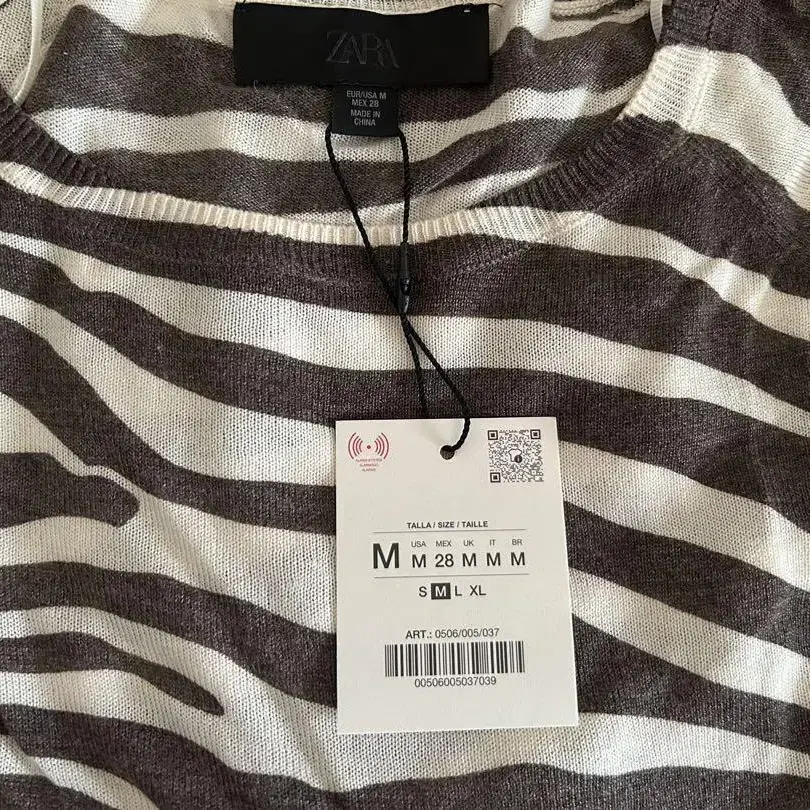 ZARA
EUR/USA M
MEX 28
MADE IN
CHINA
TALLA / SIZE / TAILLE
M
USA MEX UK IT BR
M 28 M M M
S M L XL
ART.: 0506/005/037
00506005037039